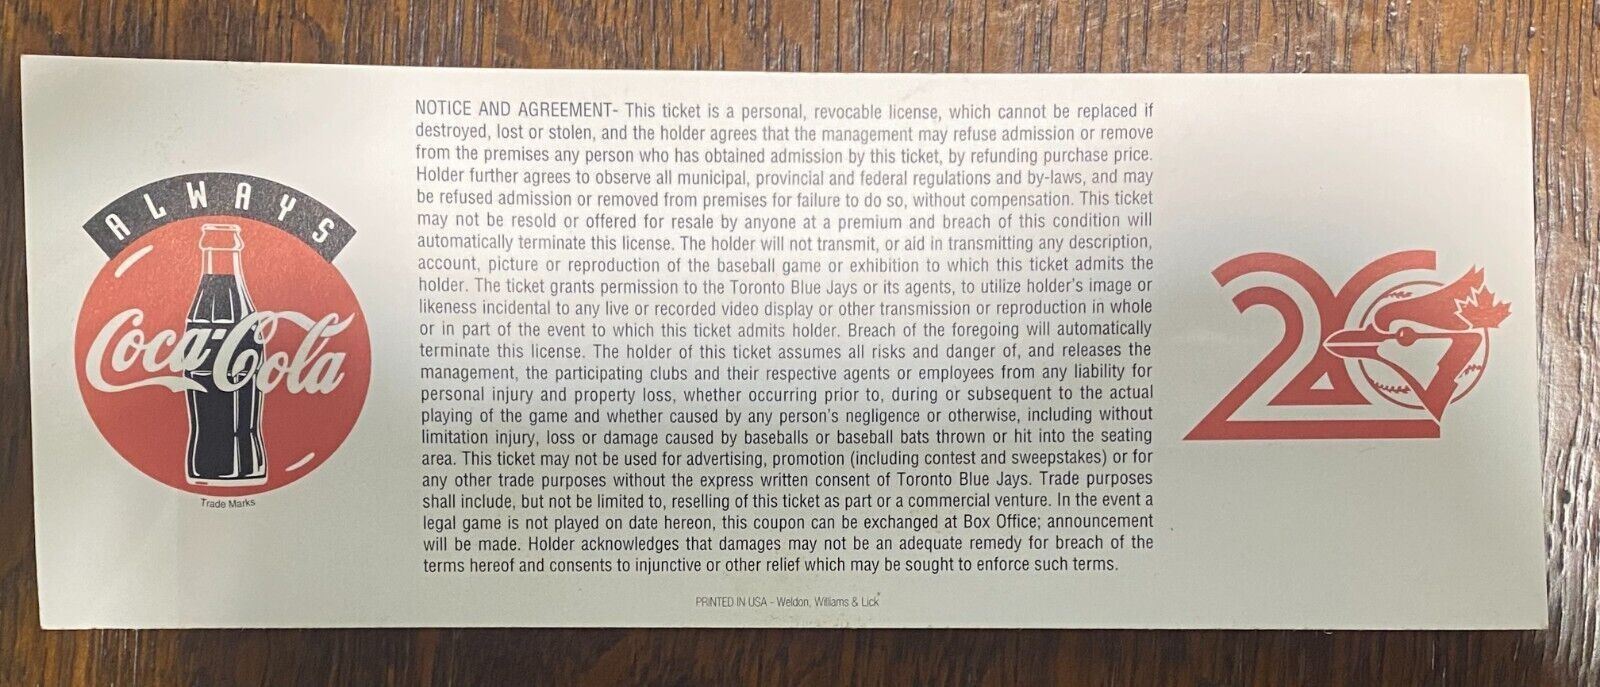 ALWAYS
Coca-Cola
Trade Marks
NOTICE AND AGREEMENT- This ticket is a personal, revocable license, which cannot be replaced if
destroyed, lost or stolen, and the holder agrees that the management may refuse admission or remove
from the premises any person who has obtained admission by this ticket, by refunding purchase price.
Holder further agrees to observe all municipal, provincial and federal regulations and by-laws, and may
be refused admission or removed from premises for failure to do so, without compensation. This ticket
may not be resold or offered for resale by anyone at a premium and breach of this condition will
automatically terminate this license. The holder will not transmit, or aid in transmitting any description,
account, picture or reproduction of the baseball game or exhibition to which this ticket admits the
holder. The ticket grants permission to the Toronto Blue Jays or its agents, to utilize holder's image or
likeness incidental to any live or recorded video display or other transmission or reproduction in whole
or in part of the event to which this ticket admits holder. Breach of the foregoing will automatically
terminate this license. The holder of this ticket assumes all risks and danger of, and releases the
management, the participating clubs and their respective agents or employees from any liability for
personal injury and property loss, whether occurring prior to, during or subsequent to the actual
playing of the game and whether caused by any person's negligence or otherwise, including without
limitation injury, loss or damage caused by baseballs or baseball bats thrown or hit into the seating
area. This ticket may not be used for advertising, promotion (including contest and sweepstakes) or for
any other trade purposes without the express written consent of Toronto Blue Jays. Trade purposes
shall include, but not be limited to, reselling of this ticket as part or a commercial venture. In the event a
legal game is not played on date hereon, this coupon can be exchanged at Box Office; announcement
will be made. Holder acknowledges that damages may not be an adequate remedy for breach of the
terms hereof and consents to injunctive or other relief which may be sought to enforce such terms.
PRINTED IN USA - Weldon, Williams & Lick
20